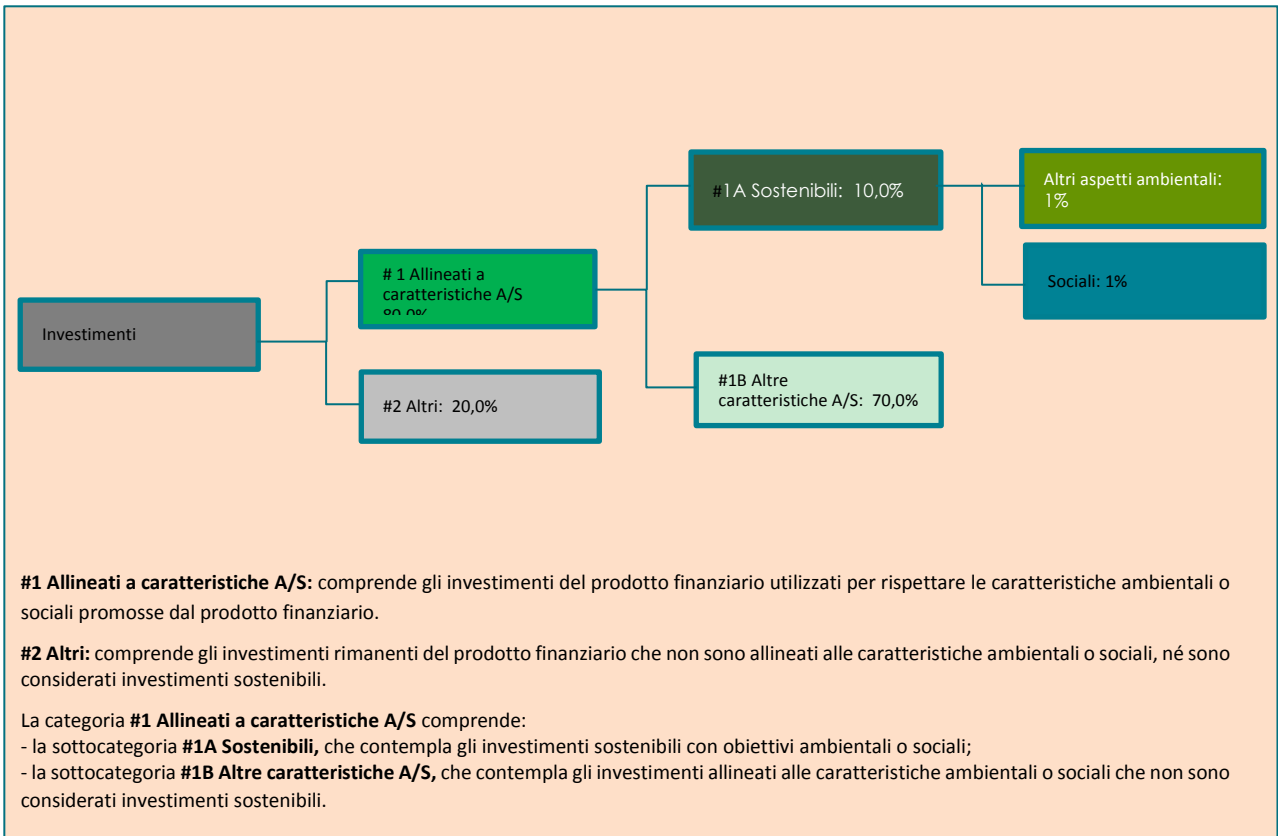 #1A Sostenibili: 10,0%
Altri aspetti ambientali:
1%
# 1 Allineati a
caratteristiche A/S
80,0%
Sociali: 1%
Investimenti
#2 Altri: 20,0%
#1B Altre
caratteristiche A/S: 70,0%
#1 Allineati a caratteristiche A/S: comprende gli investimenti del prodotto finanziario utilizzati per rispettare le caratteristiche ambientali o
sociali promosse dal prodotto finanziario.
#2 Altri: comprende gli investimenti rimanenti del prodotto finanziario che non sono allineati alle caratteristiche ambientali o sociali, né sono
considerati investimenti sostenibili.
La categoria #1 Allineati a caratteristiche A/S comprende:
- la sottocategoria #1A Sostenibili, che contempla gli investimenti sostenibili con obiettivi ambientali o sociali;
- la sottocategoria #1B Altre caratteristiche A/S, che contempla gli investimenti allineati alle caratteristiche ambientali o sociali che non sono
considerati investimenti sostenibili.